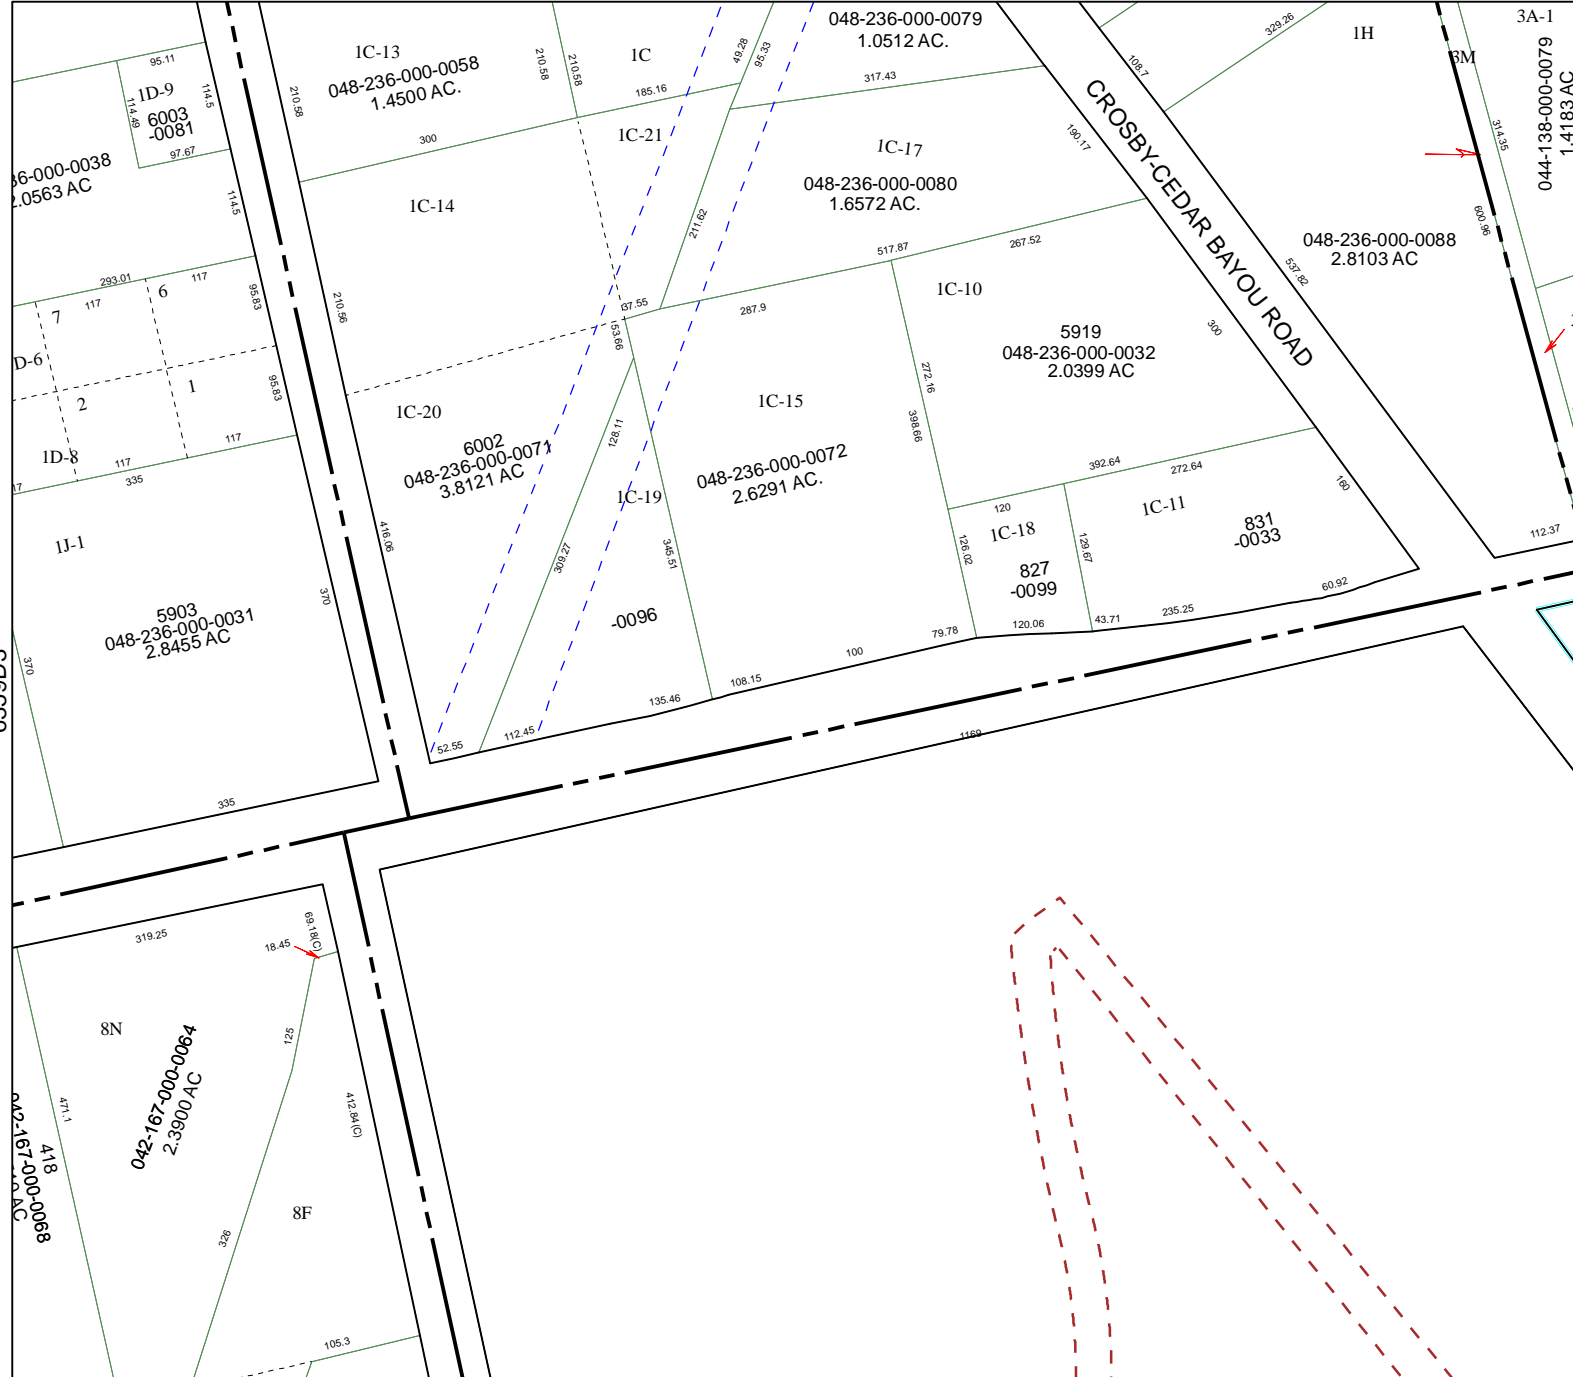 3A-1
048-236-000-0079
1.0512 AC.
329.26
1H
3M
044-138-000-0079
1.4183 AC
1C-13
048-236-000-0058
1.4500 AC.
210.58
210.58
210.58
1C
49.28
95.33
95.11
1D-9
6003
-0081
114.49
114.5
97.67
185.16
317.43
108.7
CROSBY-CEDAR BAYOU ROAD
190.17
314.35
300
1C-21
1C-17
048-236-000-0080
1.6572 AC.
36-000-0038
2.0563 AC
114.5
1C-14
211.62
517.87
267.52
048-236-000-0088
2.8103 AC
600.96
537.82
293.01
117
6
117
7
95.83
210.56
37.55
287.9
1C-10
5919
048-236-000-0032
2.0399 AC
300
53.66
D-6
1
2
95.83
272.16
398.66
1C-20
6002
048-236-000-0071
3.8121 AC
128.11
1C-15
048-236-000-0072
2.6291 AC.
1C-19
1D-8
117
117
335
17
392.64
272.64
160
120
1C-18
1C-11
831
-0033
827
-0099
126.02
129.67
112.37
1J-1
416.06
309.27
345.51
370
5903
048-236-000-0031
2.8455 AC
370
-0096
60.92
235.25
43.71
120.06
79.78
100
108.15
135.46
112.45
52.55
1169
335
319.25
69.18(C)
18.45
8N
042-167-000-0064
2.3900 AC
125
471.1
412.84(C)
418
042-167-000-0068
AC
8F
326
105.3